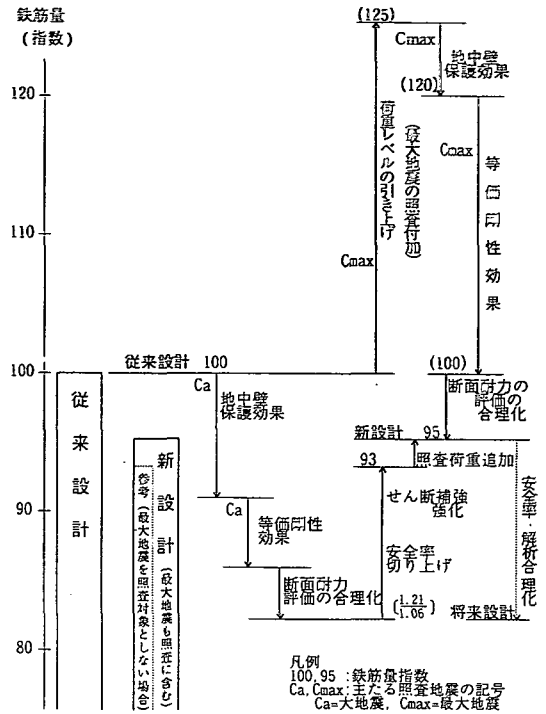 鉄筋量
(指数)
(125)
Cmax
地中壁
保護効果
120
(120)
荷重レベルの引き上げ
(最大地震の照査付加)
Cmax
等価剛性効果
110
Cmax
従来設計 100
100
(100)
Ca
地中壁
保護効果
断面耐力の
評価の
合理化
従来設計
新設計 95
新設計(最大地震も照査に含む)
参考(最大地震を照査対象としない場合)
93
照査荷重追加
90
Ca
せん断補強
強化
等価剛性
効果
安全率・解析合理化
安全率
切り上げ
断面耐力
評価の合理化
(1.21
1.06)
将来設計
80
凡例
100,95 :鉄筋量指数
Ca,Cmax:主たる照査地震の記号
Ca=大地震, Cmax=最大地震